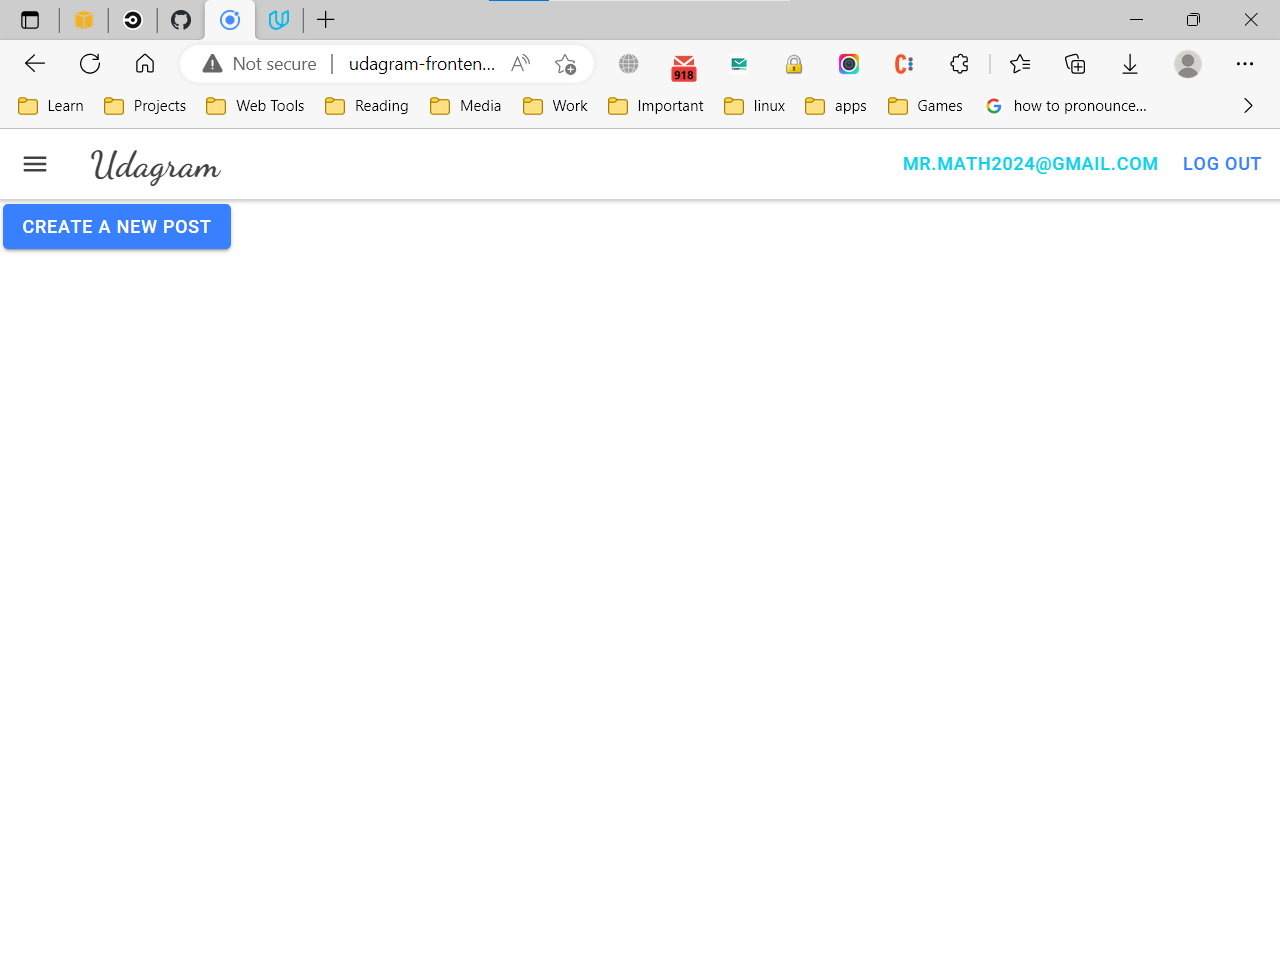 Not secure udagram-fronten...
918
Learn Projects Web Tools Reading Media Work Important linux apps Games how to pronounce...
Udagram MR.MATH2024@GMAIL.COM LOG OUT
CREATE A NEW POST